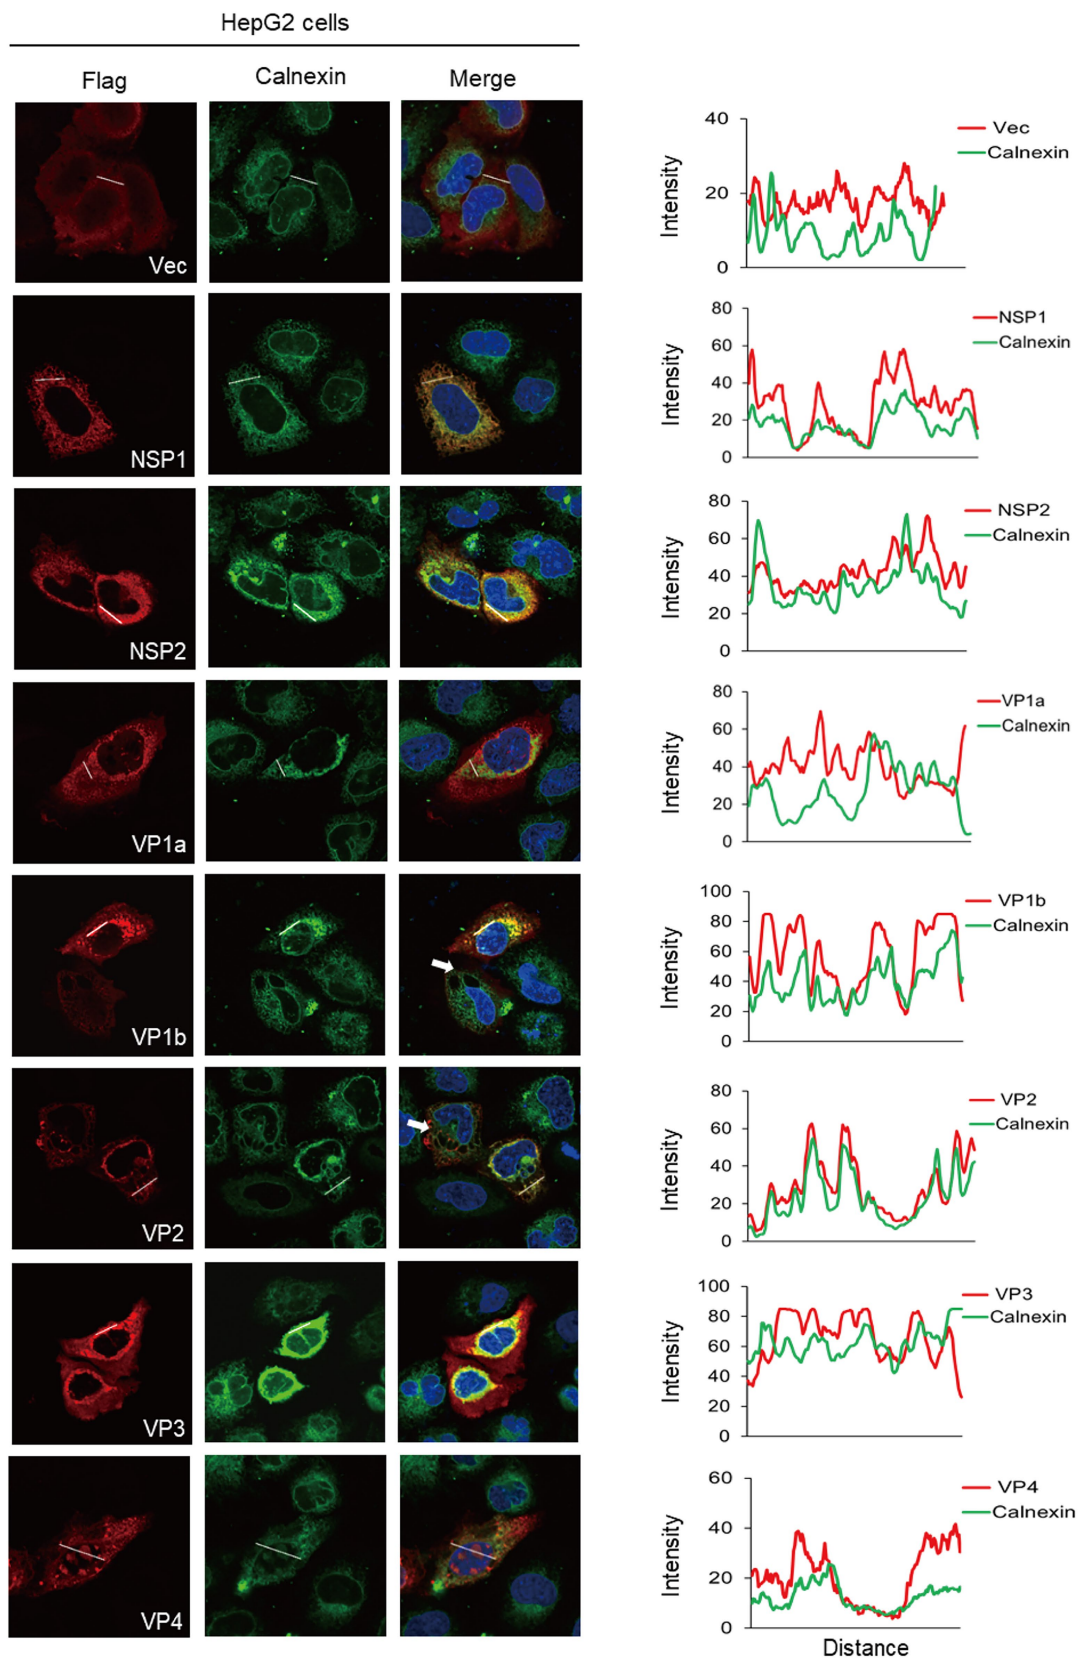 HepG2 cells
Flag Calnexin Merge
Vec
40
20
0
Intensity
Vec
Calnexin
NSP1
80
60
40
20
0
Intensity
NSP1
Calnexin
NSP2
80
60
40
20
0
Intensity
NSP2
Calnexin
VP1a
80
60
40
20
0
Intensity
VP1a
Calnexin
VP1b
100
80
60
40
20
0
Intensity
VP1b
Calnexin
VP2
80
60
40
20
0
Intensity
VP2
Calnexin
VP3
100
80
60
40
20
0
Intensity
VP3
Calnexin
VP4
60
40
20
0
Intensity
VP4
Calnexin
Distance